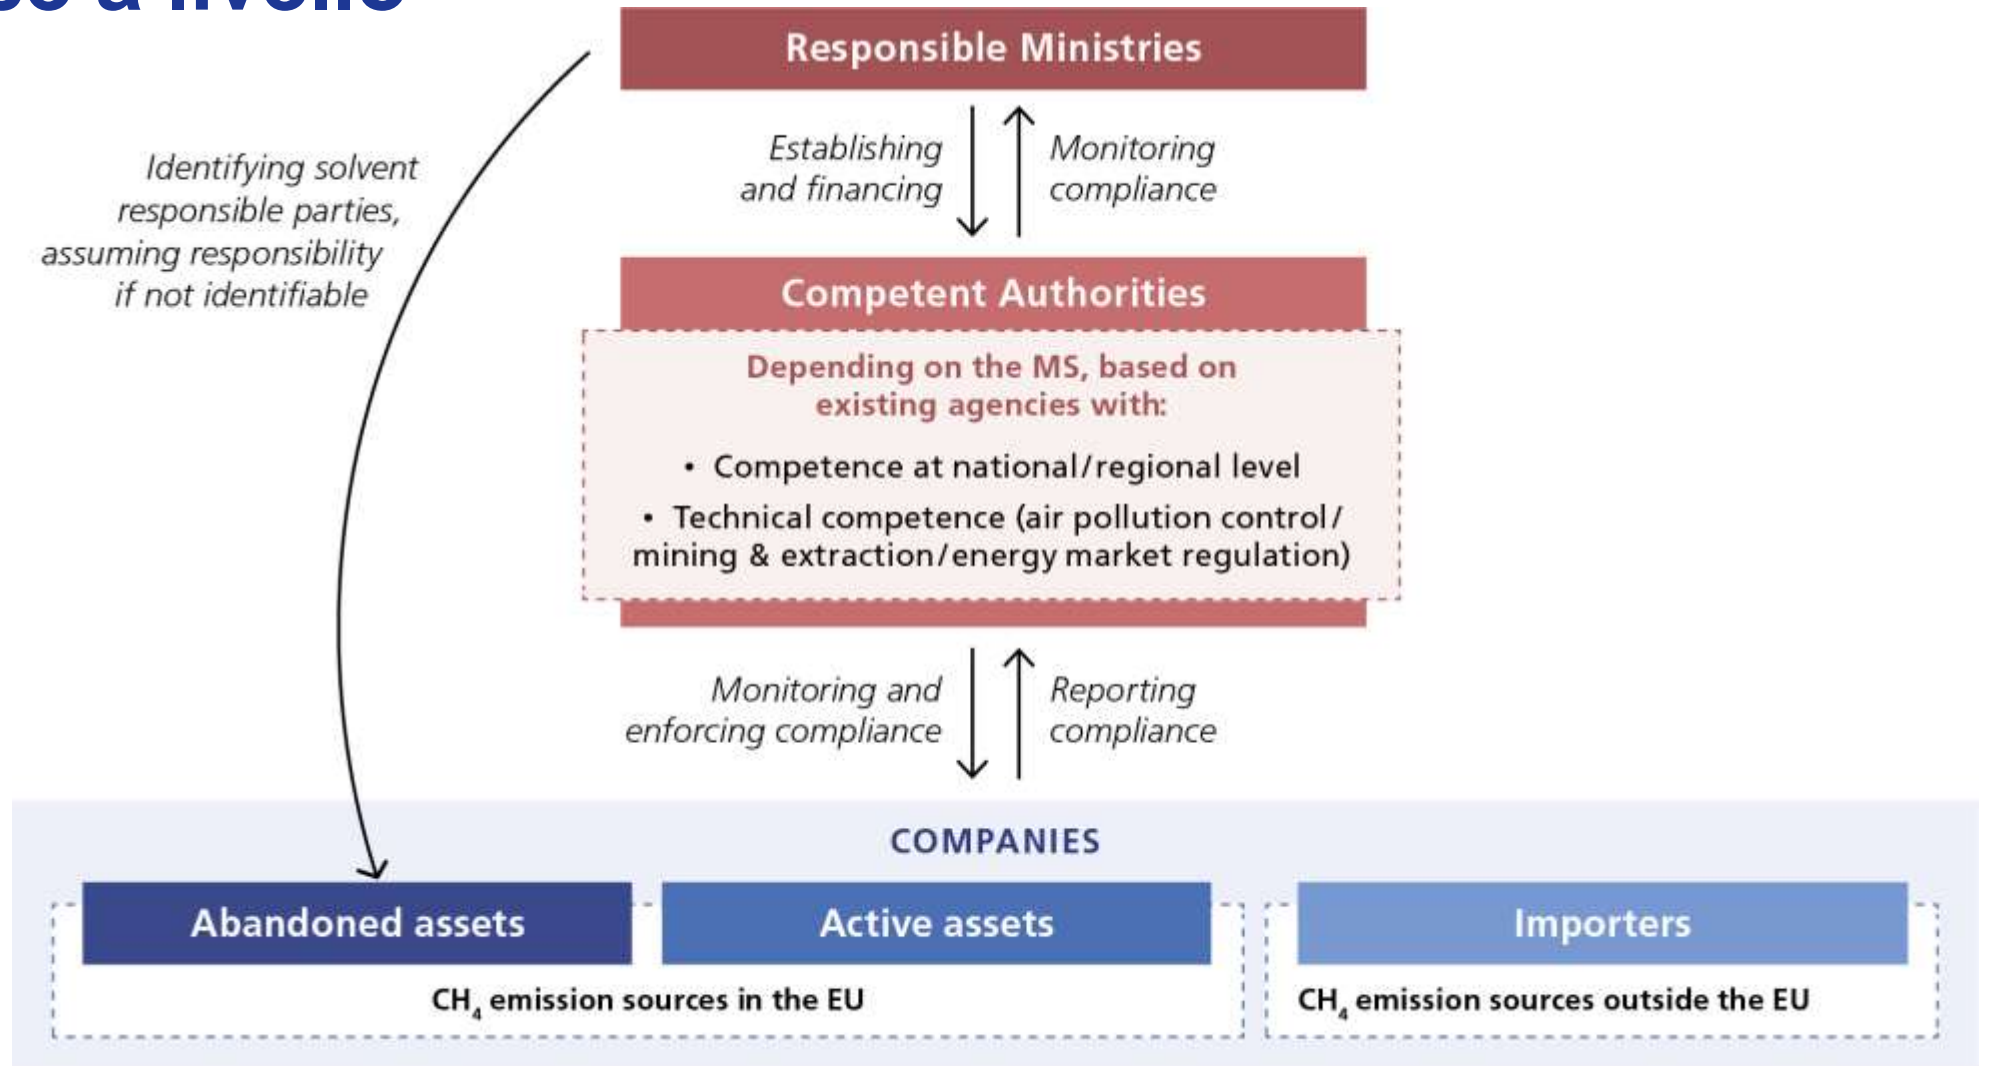 a livello
Responsible Ministries
Establishing
and financing
Monitoring
compliance
Identifying solvent
responsible parties,
assuming responsibility
if not identifiable
Competent Authorities
Depending on the MS, based on
existing agencies with:
• Competence at national/regional level
• Technical competence (air pollution control/
mining & extraction/energy market regulation)
Monitoring and
enforcing compliance
Reporting
compliance
COMPANIES
Abandoned assets
Active assets
Importers
CH₄ emission sources in the EU
CH₄ emission sources outside the EU